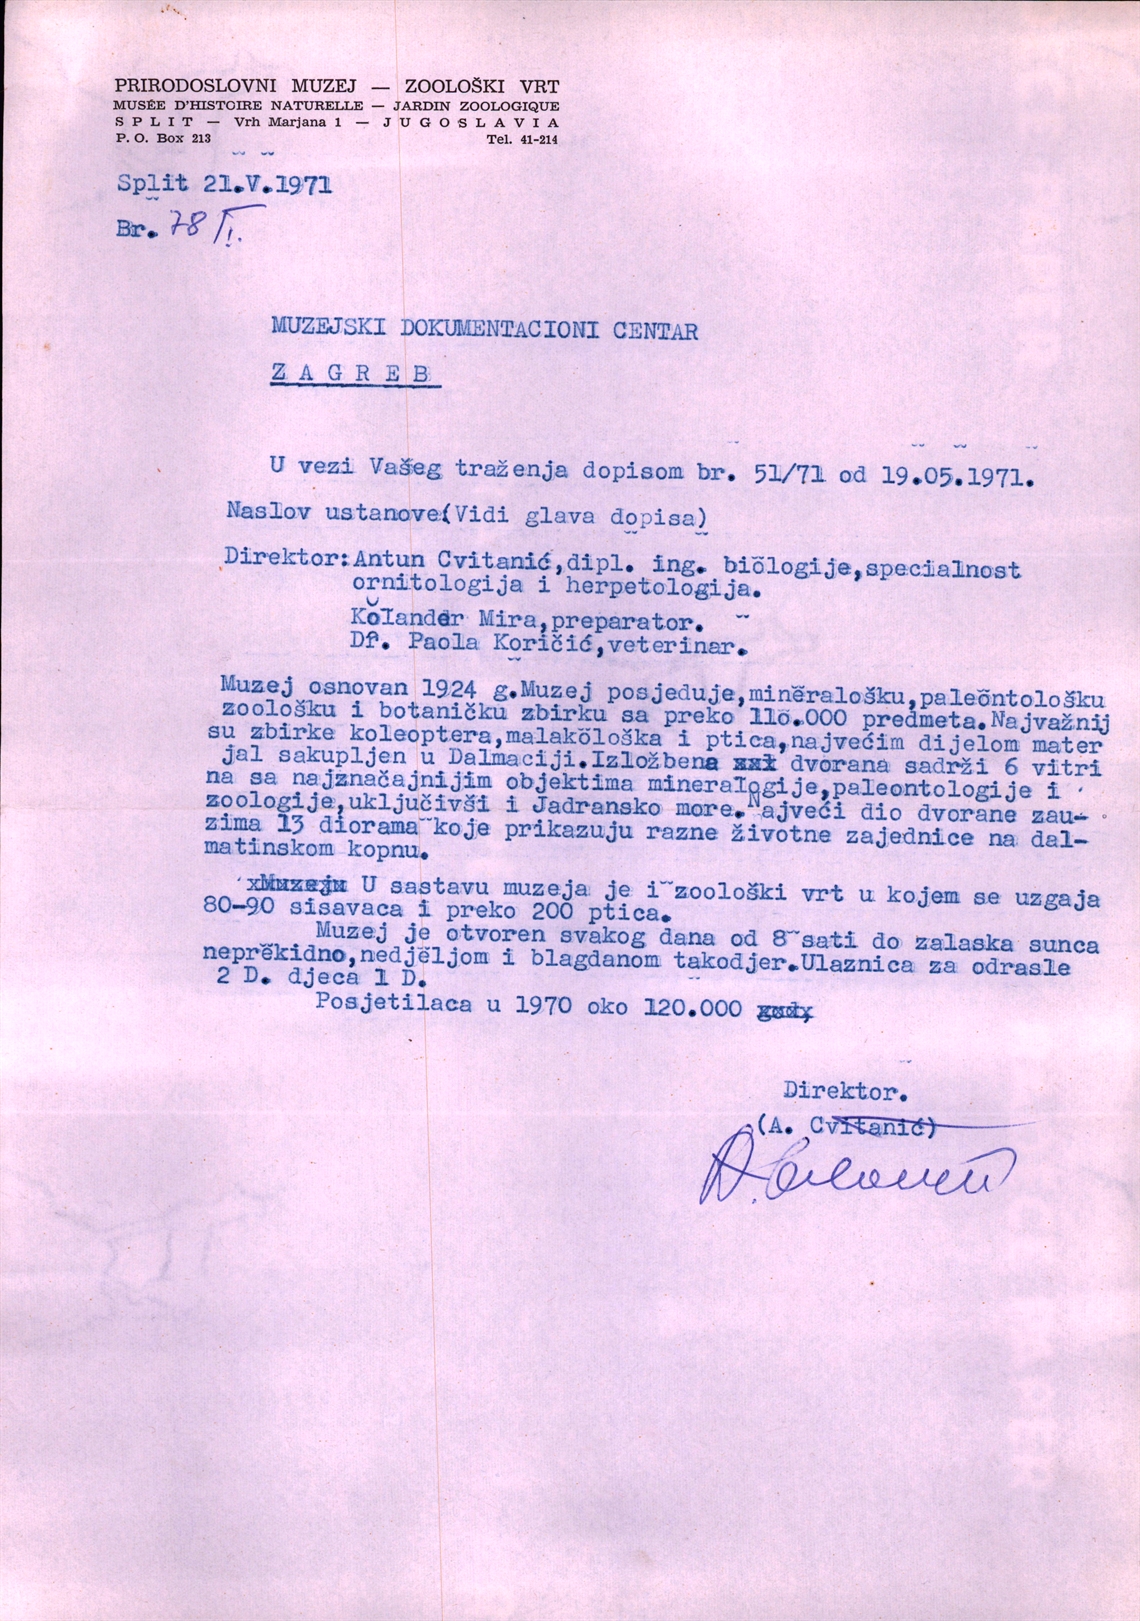 PRIRODOSLOVNI MUZEJ — ZOOLOŠKI VRT
MUSÉE D'HISTOIRE NATURELLE — JARDIN ZOOLOGIQUE
SPLIT — Vrh Marjana 1 — JUGOSLAVIA
P. O. Box 213 Tel. 41-214
Split 21.V.1971
Br. 78/I.
MUZEJSKI DOKUMENTACIONI CENTAR
Z A G R E B
U vezi Vašeg traženja dopisom br. 51/71 od 19.05.1971.
Naslov ustanove(Vidi glava dopisa)
Direktor:Antun Cvitanić,dipl. ing. biologije,specialnost
ornitologija i herpetologija.
Kolander Mira,preparator.
Dr. Paola Koričić,veterinar.
Muzej osnovan 1924 g.Muzej posjeduje,minerološku,paleontološku
zoološku i botaničku zbirku sa preko 110.000 predmeta.Najvažnij
su zbirke koleoptera,malakološka i ptica,najvećim dijelom mater
jal sakupljen u Dalmaciji.Izložbena xxx dvorana sadrži 6 vitri
na sa najznačajnijim objektima mineralogije,paleontologije i
zoologije,uključivši i Jadransko more.Najveći dio dvorane zau-
zima 13 diorama koje prikazuju razne životne zajednice na dal-
matinskom kopnu.
xMuzeju U sastavu muzeja je i zoološki vrt u kojem se uzgaja
80-90 sisavaca i preko 200 ptica.
Muzej je otvoren svakog dana od 8 sati do zalaska sunca
neprekidno,nedjeljom i blagdanom takodjer.Ulaznica za odrasle
2 D. djeca 1 D.
Posjetilaca u 1970 oko 120.000
Direktor.
(A. Cvitanić)